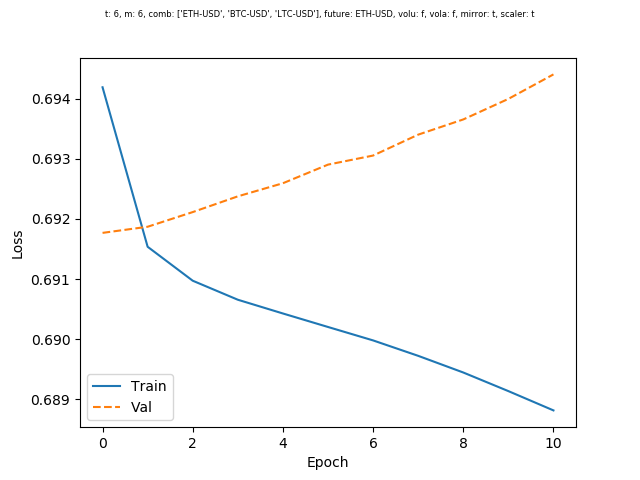 t: 6, m: 6, comb: ['ETH-USD', 'BTC-USD', 'LTC-USD'], future: ETH-USD, volu: f, vola: f, mirror: t, scaler: t
0.694
0.693
0.692
0.691
0.690
0.689
Loss
Train
Val
0 2 4 6 8 10
Epoch